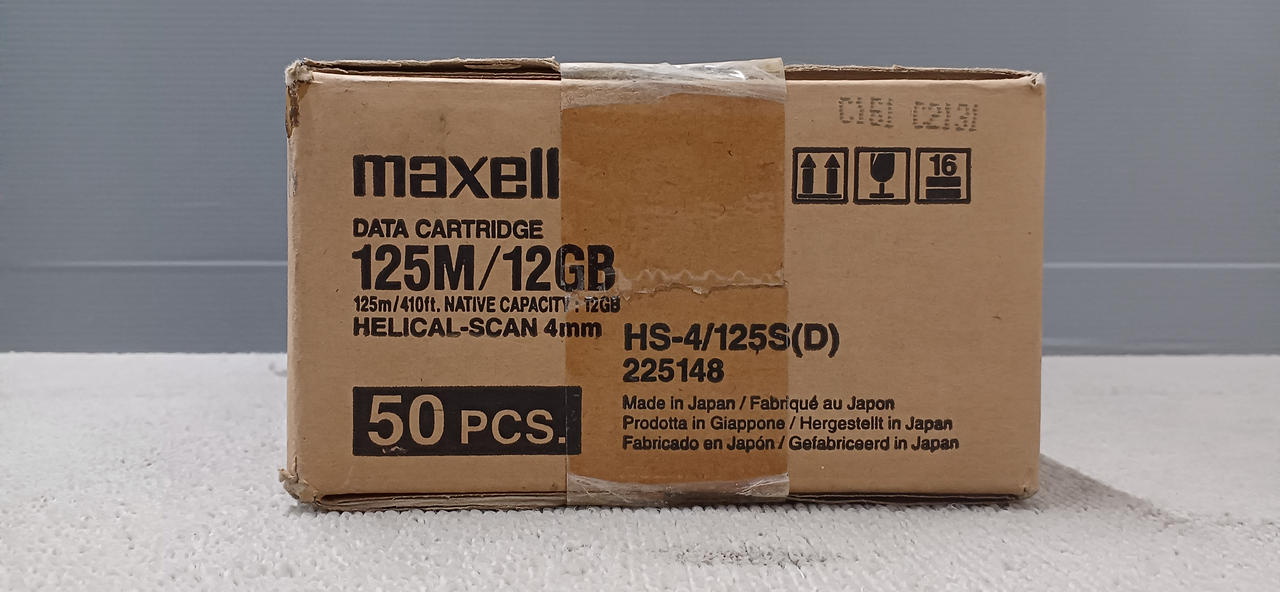 C161 C2131
maxell
16
DATA CARTRIDGE
125M/12GB
125m/410ft. NATIVE CAPACITY : 12GB
HELICAL-SCAN 4mm
HS-4/125S(D)
225148
50 PCS.
Made in Japan / Fabriqué au Japon
Prodotta in Giappone / Hergestellt in Japan
Fabricado en Japón / Gefabriceerd in Japan